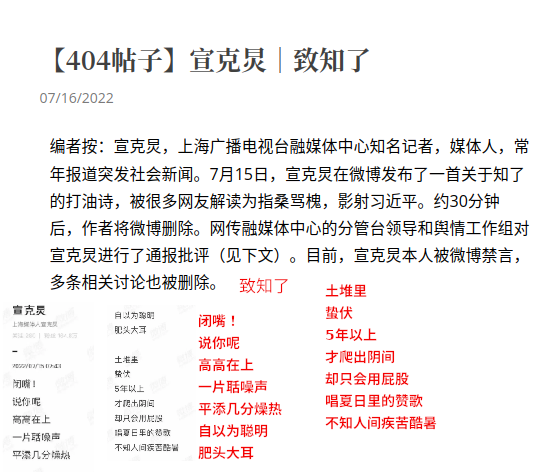 【404帖子】宣克炅｜致知了
07/16/2022
编者按：宣克炅，上海广播电视台融媒体中心知名记者，媒体人，常
年报道突发社会新闻。7月15日，宣克炅在微博发布了一首关于知了
的打油诗，被很多网友解读为指桑骂槐，影射习近平。约30分钟
后，作者将微博删除。网传融媒体中心的分管台领导和舆情工作组对
宣克炅进行了通报批评（见下文）。目前，宣克炅本人被微博禁言，
多条相关讨论也被删除。
宣克炅
上海媒体人宣克炅
闭嘴！
说你呢
高高在上
一片聒噪声
平添几分燥热
自以为聪明
肥头大耳
土堆里
蛰伏
5年以上
才爬出阴间
却只会用屁股
唱夏日里的赞歌
不知人间疾苦酷暑
致知了
闭嘴！
说你呢
高高在上
一片聒噪声
平添几分燥热
自以为聪明
肥头大耳
土堆里
蛰伏
5年以上
才爬出阴间
却只会用屁股
唱夏日里的赞歌
不知人间疾苦酷暑